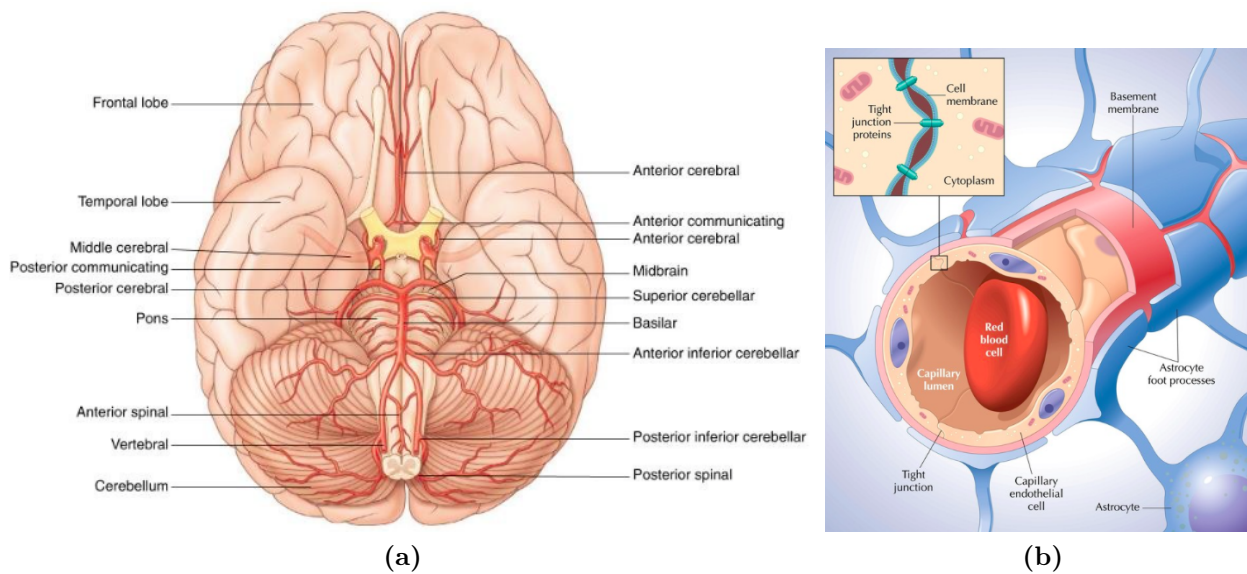 Frontal lobe
Temporal lobe
Middle cerebral
Posterior communicating
Posterior cerebral
Pons
Anterior spinal
Vertebral
Cerebellum
Anterior cerebral
Anterior communicating
Anterior cerebral
Midbrain
Superior cerebellar
Basilar
Anterior inferior cerebellar
Posterior inferior cerebellar
Posterior spinal
(a)
Cell
membrane
Tight
junction
proteins
Cytoplasm
Basement
membrane
Red
blood
cell
Capillary
lumen
Astrocyte
foot processes
Tight
junction
Capillary
endothelial
cell
Astrocyte
(b)